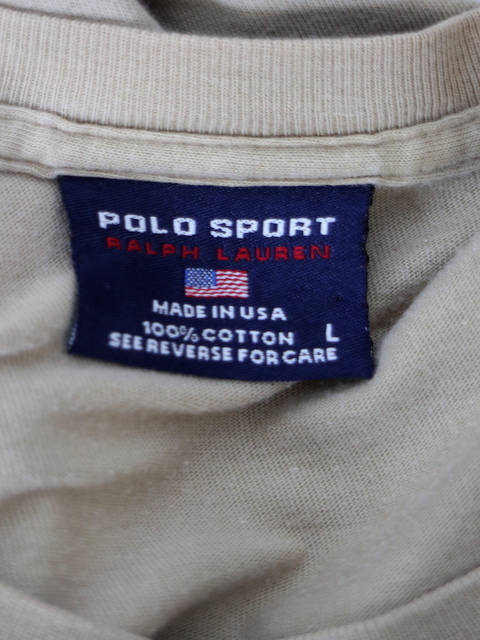 POLO SPORT
RALPH LAUREN
MADE IN USA
100% COTTON L
SEE REVERSE FOR CARE